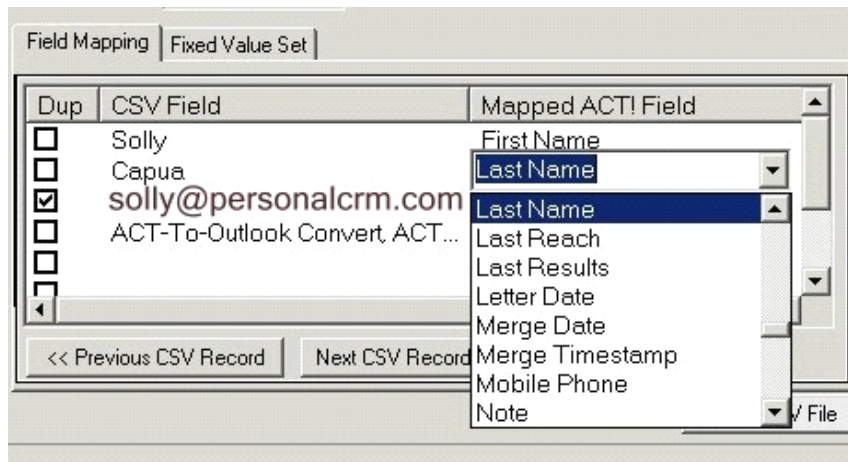 Field Mapping Fixed Value Set
Dup CSV Field Mapped ACT! Field
Solly First Name
Capua Last Name
solly@personalcrm.com Last Name
ACT-To-Outlook Convert, ACT... Last Reach
Last Results
Letter Date
Merge Date
<< Previous CSV Record Next CSV Record Merge Timestamp
Mobile Phone
Note
File